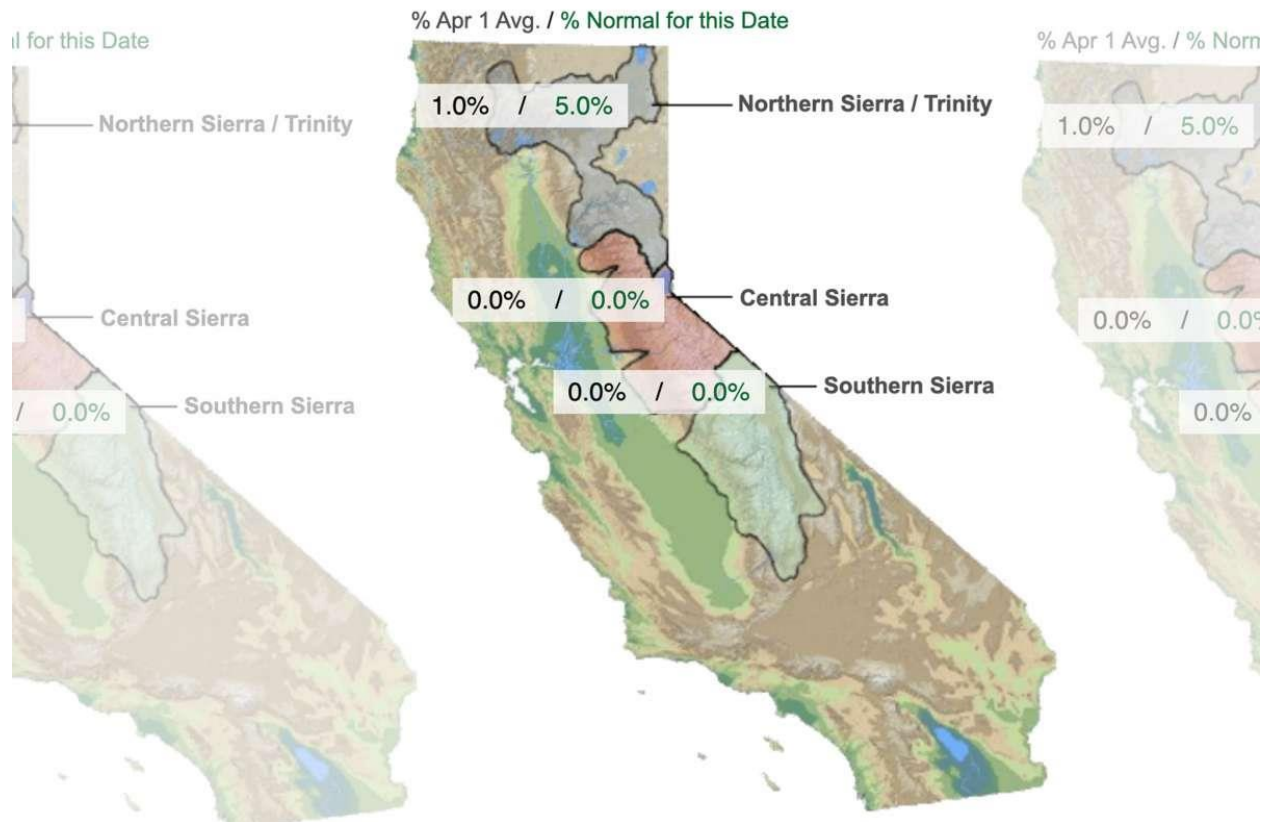 % Apr 1 Avg. / % Normal for this Date
1.0% / 5.0%
Northern Sierra / Trinity
0.0% / 0.0%
Central Sierra
0.0% / 0.0%
Southern Sierra
for this Date
Northern Sierra / Trinity
Central Sierra
/ 0.0%
Southern Sierra
% Apr 1 Avg. /
1.0% / 5.0%
0.0% / 0.0%
0.0%